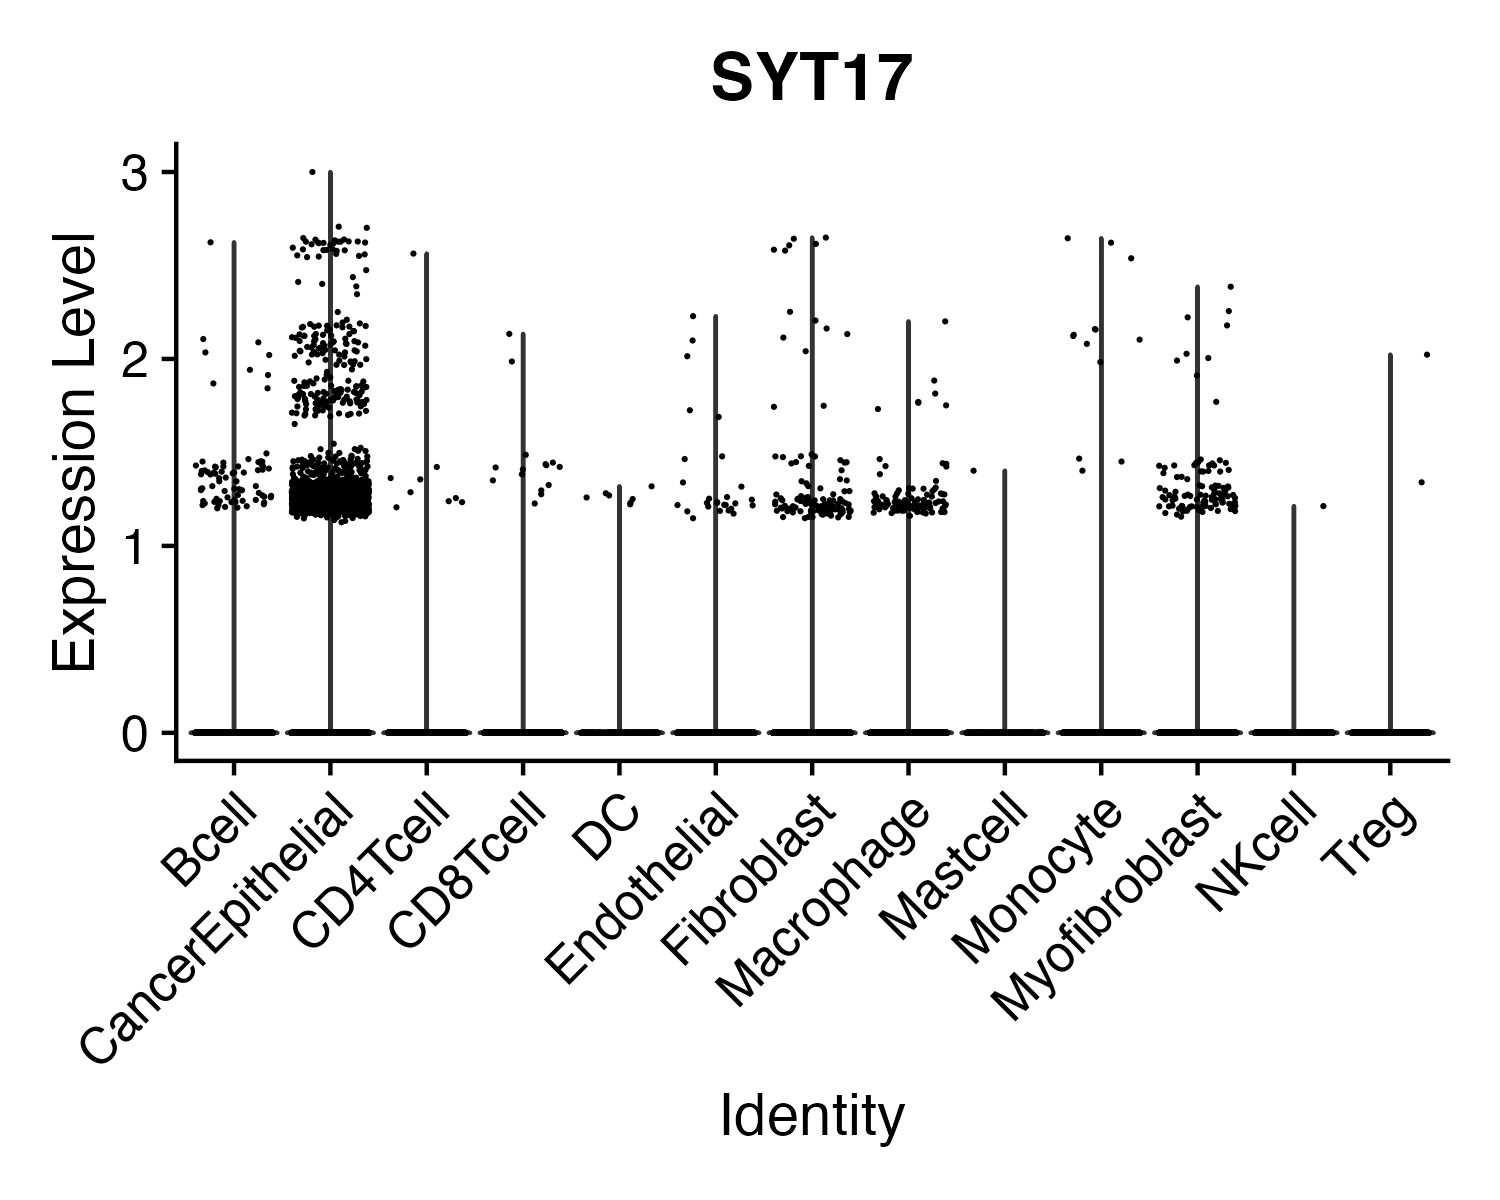 SYT17
Expression Level
3
2
1
0
Bcell
CancerEpithelial
CD4Tcell
CD8Tcell
DC
Endothelial
Fibroblast
Macrophage
Mastcell
Monocyte
Myofibroblast
NKcell
Treg
Identity